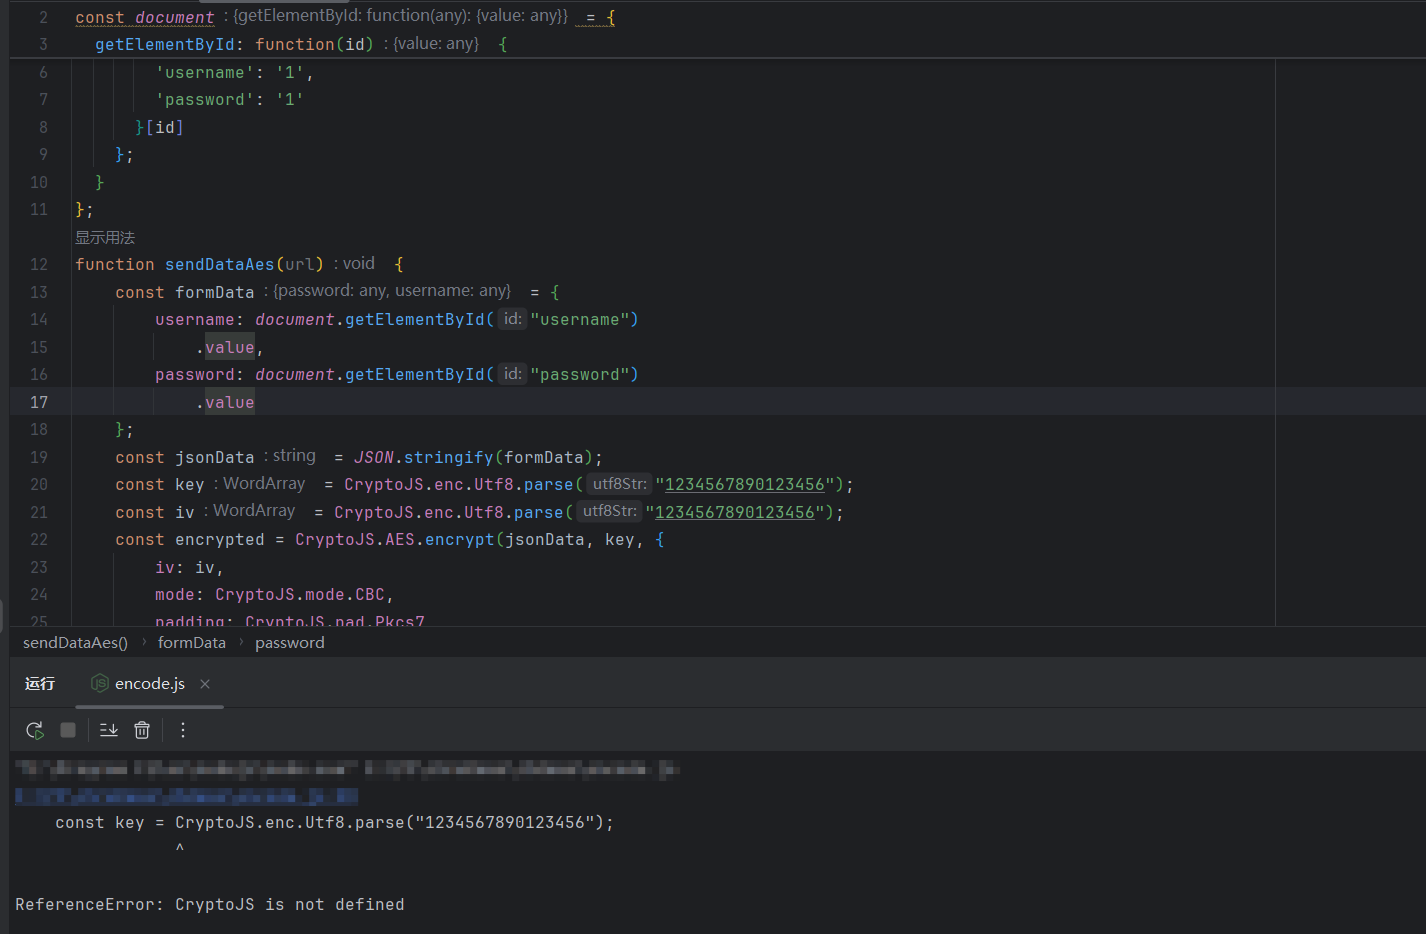 2 const document : {getElementById: function(any): {value: any}} = {
3 getElementById: function(id) : {value: any} {
6 'username': '1',
7 'password': '1'
8 }[id]
9 };
10 }
11 };
显示用法
12 function sendDataAes(url) : void {
13 const formData : {password: any, username: any} = {
14 username: document.getElementById( id: "username")
15 .value,
16 password: document.getElementById( id: "password")
17 .value
18 };
19 const jsonData : string = JSON.stringify(formData);
20 const key : WordArray = CryptoJS.enc.Utf8.parse( utf8Str: "1234567890123456");
21 const iv : WordArray = CryptoJS.enc.Utf8.parse( utf8Str: "1234567890123456");
22 const encrypted = CryptoJS.AES.encrypt(jsonData, key, {
23 iv: iv,
24 mode: CryptoJS.mode.CBC,
25 padding: CryptoJS.pad.Pkcs7
sendDataAes() › formData › password
运行 encode.js ×
const key = CryptoJS.enc.Utf8.parse("1234567890123456");
^
ReferenceError: CryptoJS is not defined